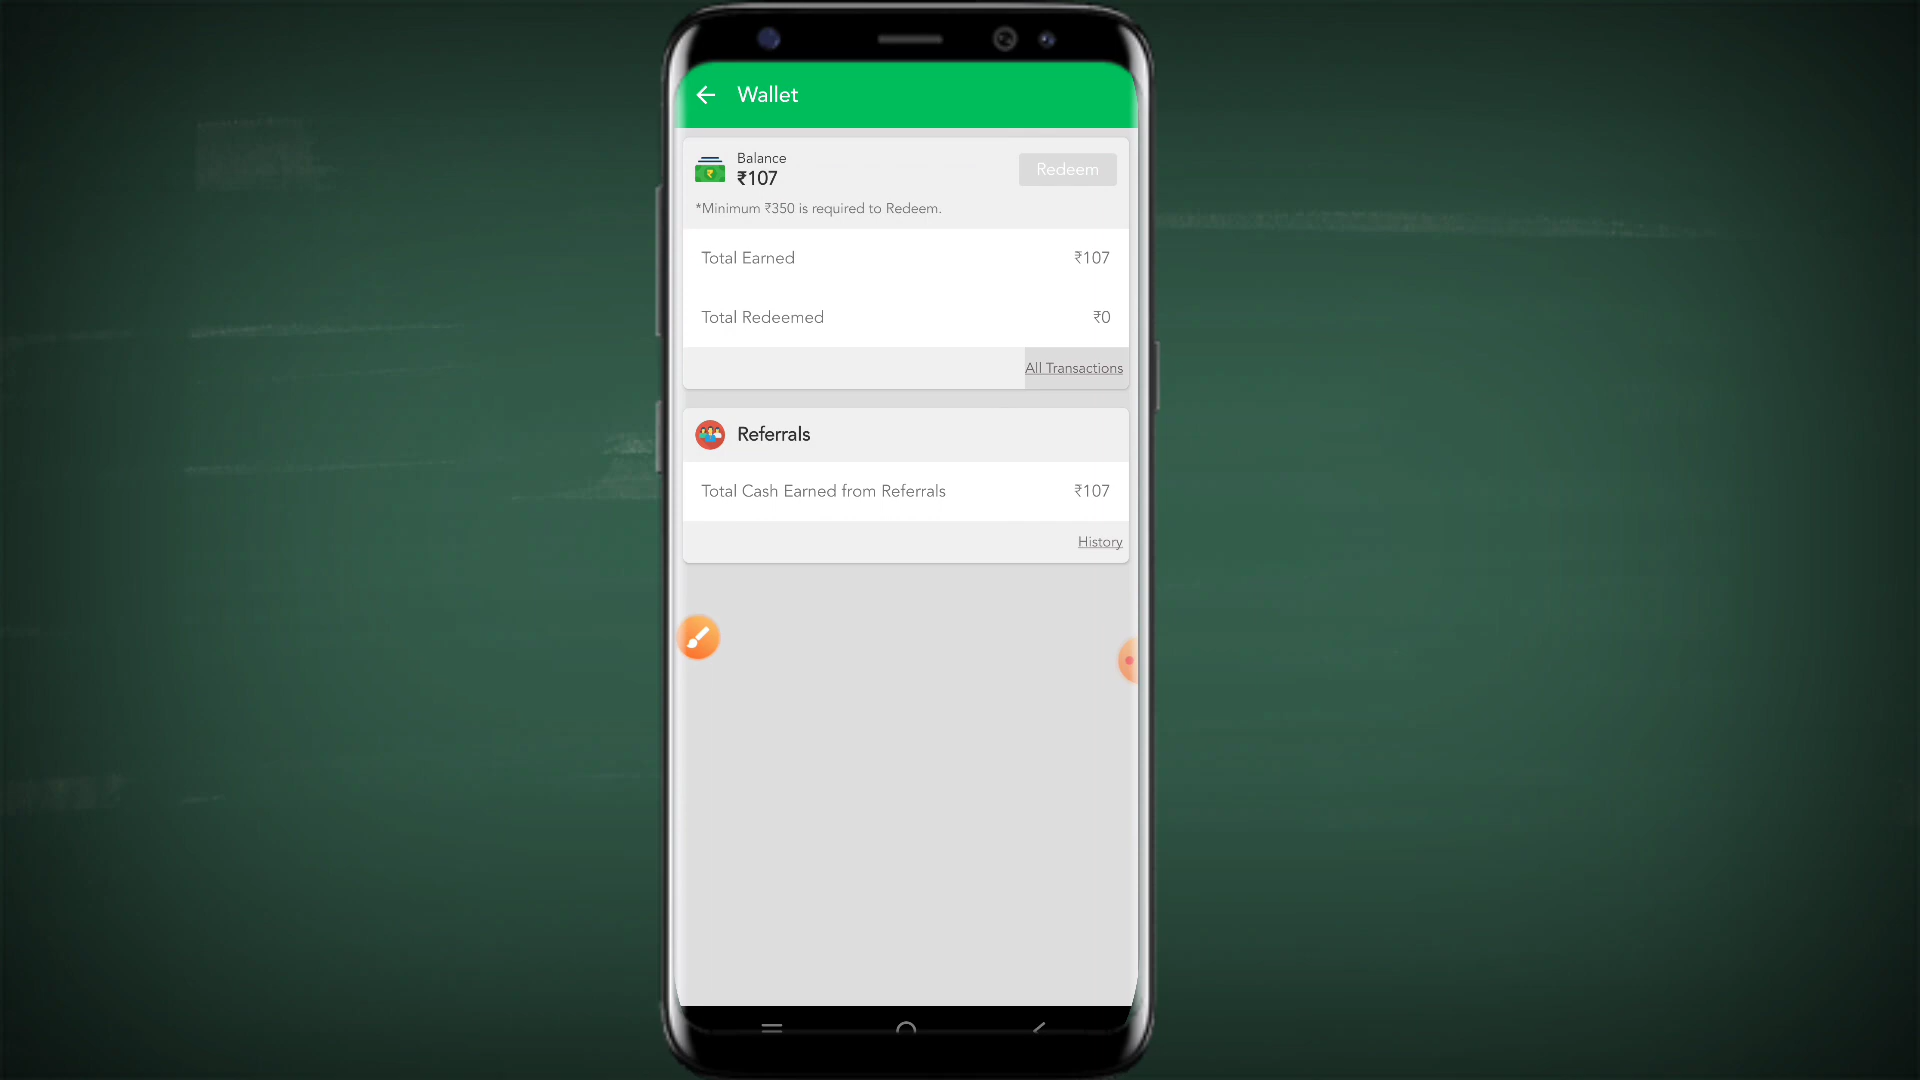 Wallet
Balance
₹107
Redeem
*Minimum ₹350 is required to Redeem.
Total Earned ₹107
Total Redeemed ₹0
All Transactions
Referrals
Total Cash Earned from Referrals ₹107
History